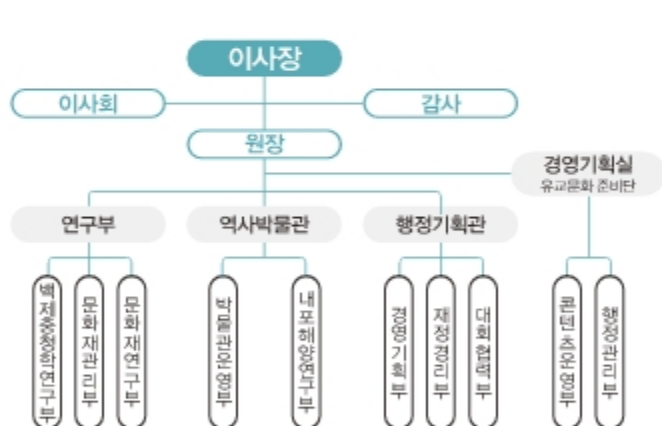 이사장
이사회
감사
원장
경영기획실
유교문화 준비단
연구부
역사박물관
행정기획관
백제충청학연구부
문화재관리부
문화재연구부
박물관운영부
내포해양연구부
경영기획부
재정경리부
대회협력부
콘텐츠운영부
행정관리부